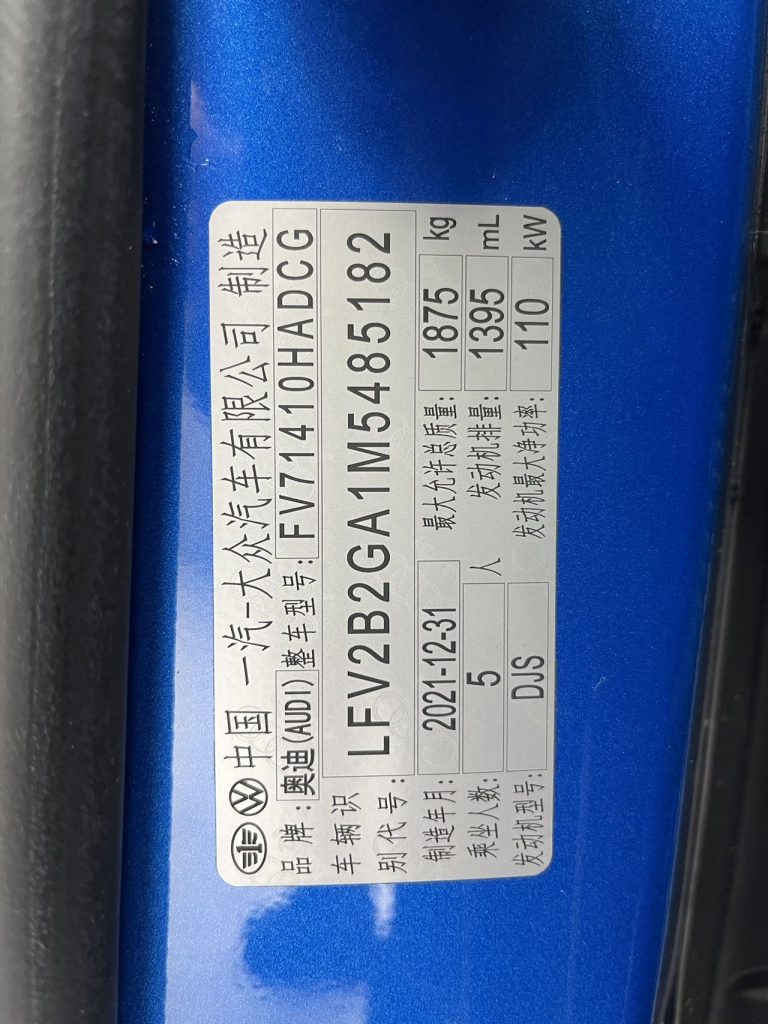 中国 一汽-大众汽车有限公司 制造
品牌：奥迪(AUDI) 整车型号：FV71410HADCG
车辆识别代号：LFV2B2GA1M5485182
制造年月：2021-12-31 最大允许总质量：1875 kg
乘坐人数：5 人 发动机排量：1395 mL
发动机型号：DJS 发动机最大净功率：110 kW